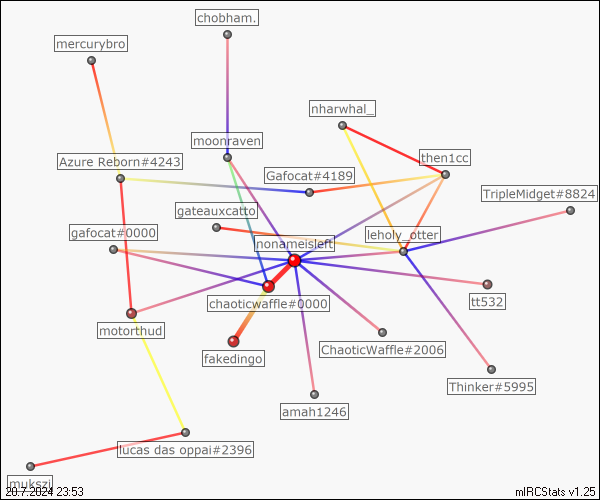 chobham.
mercurybro
nharwhal_
moonraven
then1cc
Azure Reborn#4243
Gafocat#4189
TripleMidget#8824
gateauxcatto
gafocat#0000
leholy_otter
nonameisleft
chaoticwaffle#0000
tt532
motorthud
ChaoticWaffle#2006
fakedingo
Thinker#5995
amah1246
lucas das oppai#2396
mukszi
20.7.2024 23:53
mIRCStats v1.25